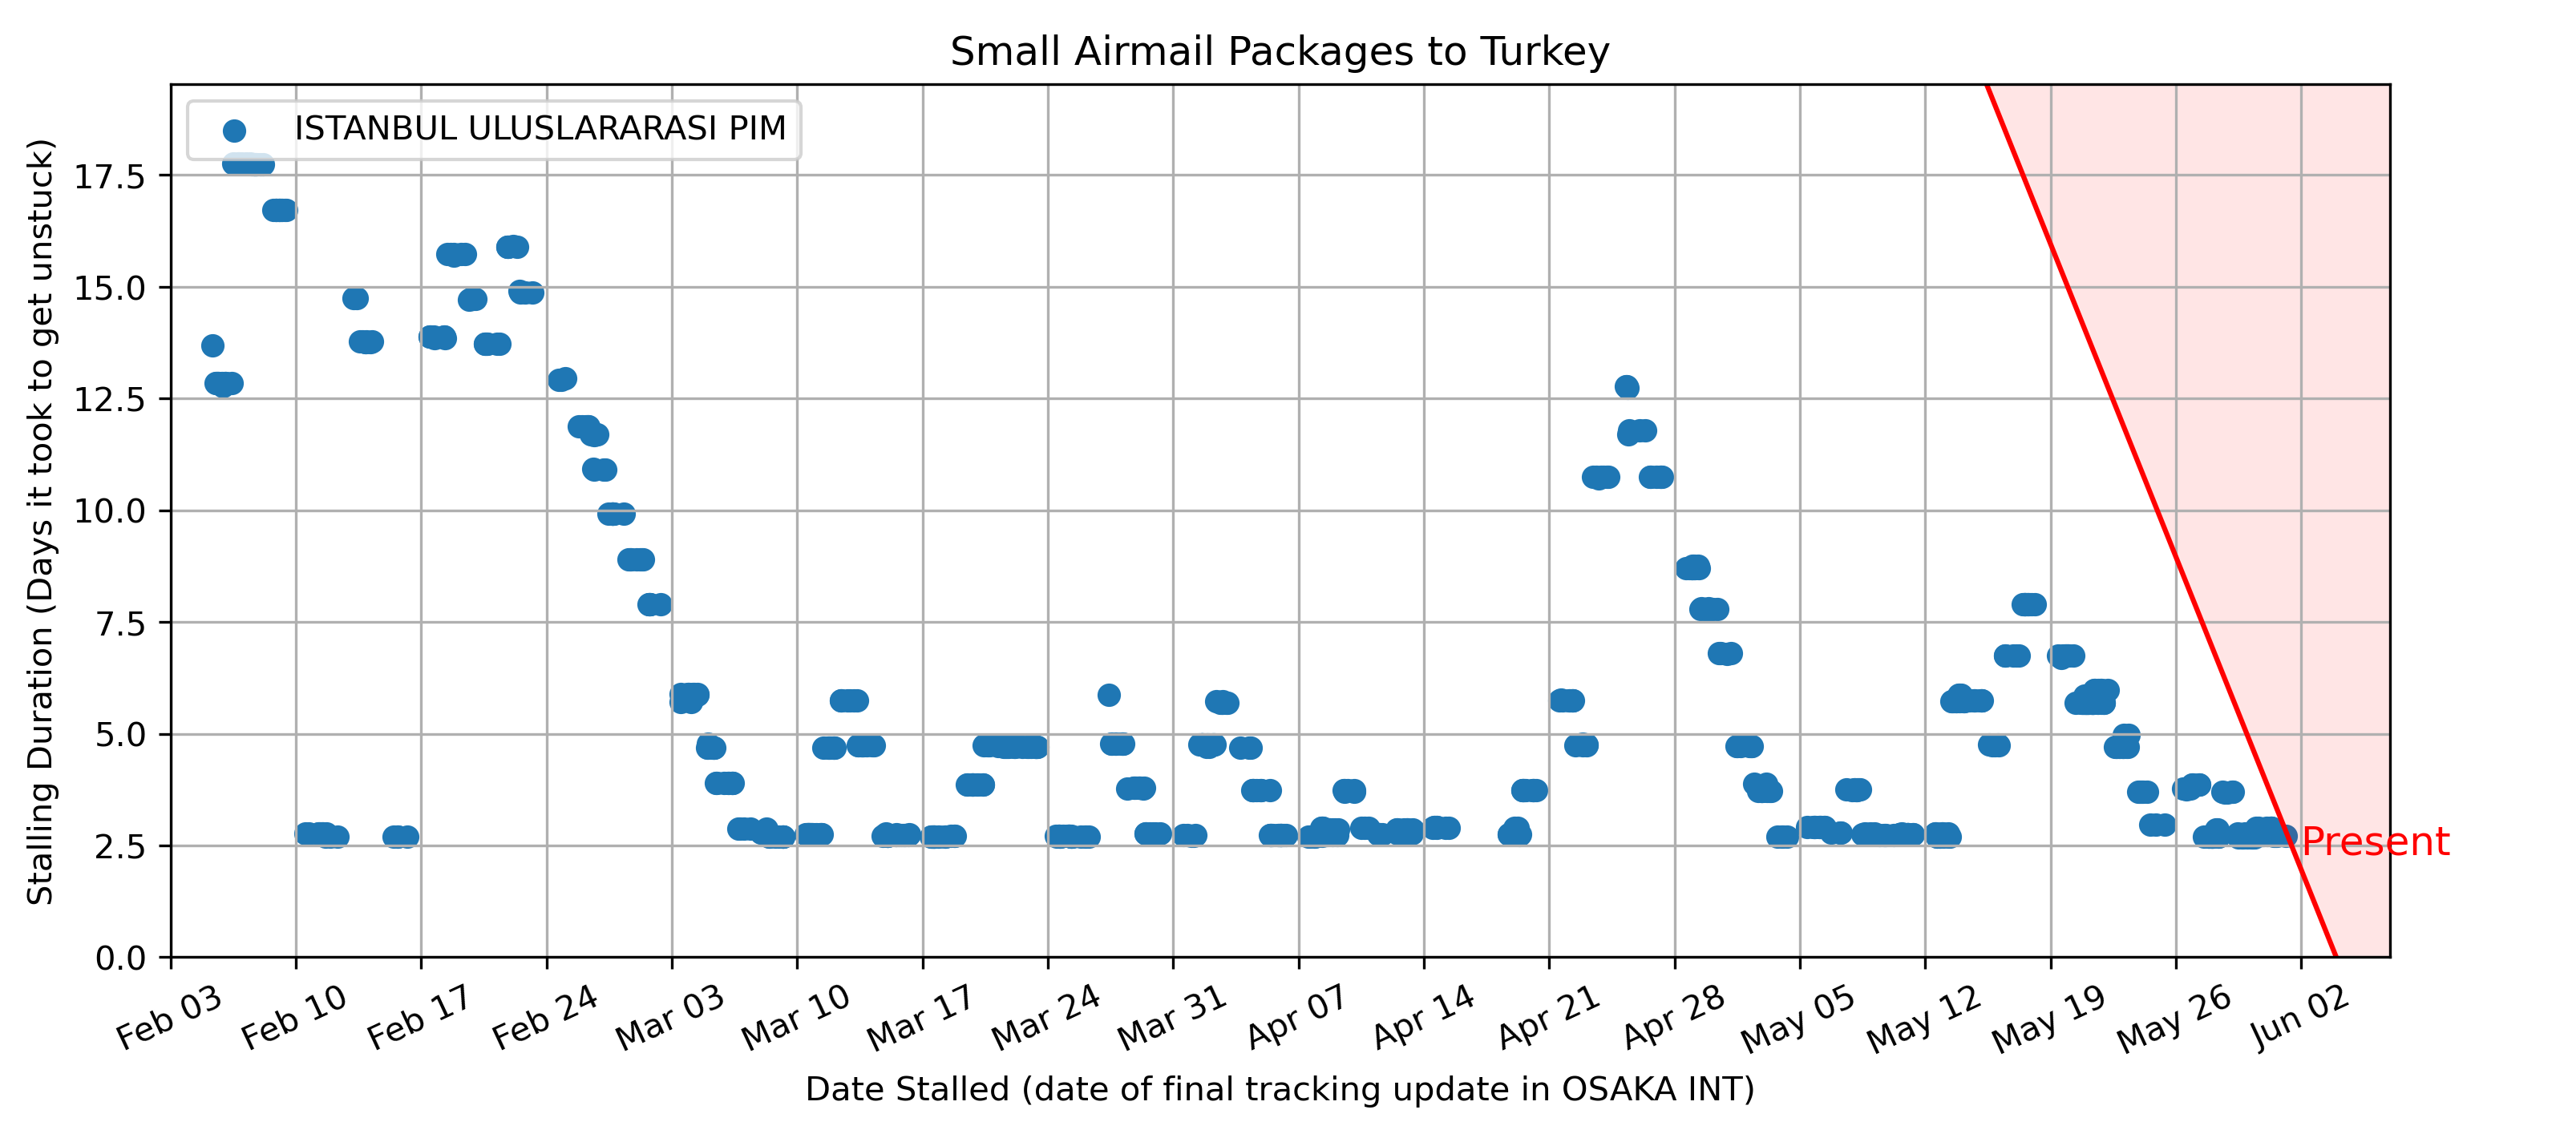 Small Airmail Packages to Turkey
ISTANBUL ULUSLARARASI PIM
Stalling Duration (Days it took to get unstuck)
17.5
15.0
12.5
10.0
7.5
5.0
2.5
0.0
Present
Feb 03
Feb 10
Feb 17
Feb 24
Mar 03
Mar 10
Mar 17
Mar 24
Mar 31
Apr 07
Apr 14
Apr 21
Apr 28
May 05
May 12
May 19
May 26
Jun 02
Date Stalled (date of final tracking update in OSAKA INT)